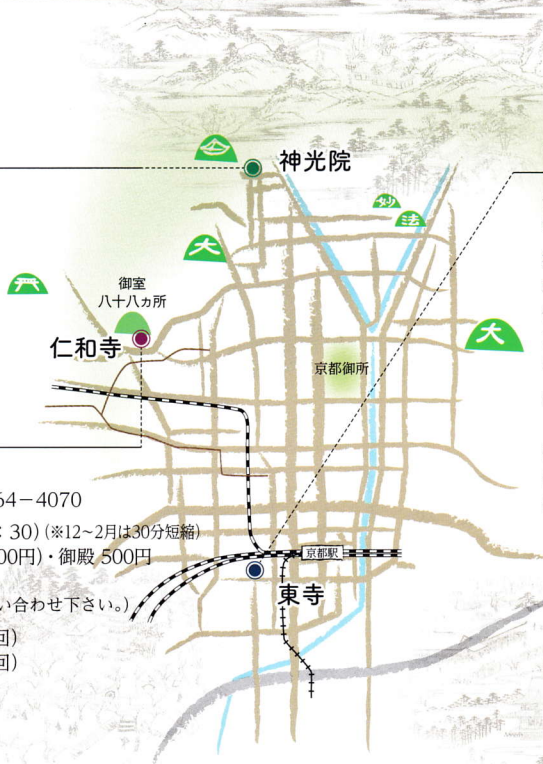 神光院
妙
法
大
御室
八十八ヵ所
仁和寺
大
京都御所
64−4070
：30)(※12〜2月は30分短縮)
00円)・御殿 500円
京都駅
東寺
い合わせ下さい。)
回)
回)